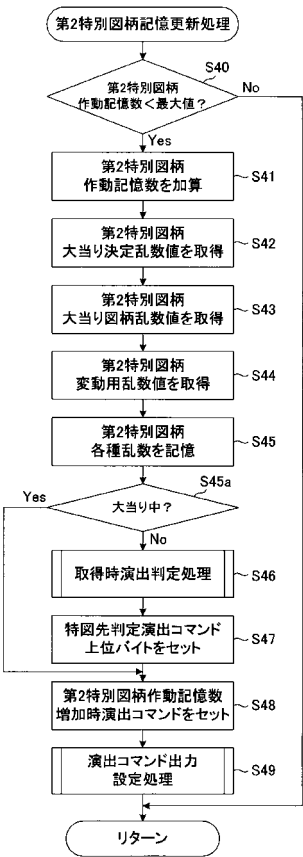 第2特別図柄記憶更新処理
S40
第2特別図柄
作動記憶数<最大値?
No
Yes
第2特別図柄
作動記憶数を加算
S41
第2特別図柄
大当り決定乱数値を取得
S42
第2特別図柄
大当り図柄乱数値を取得
S43
第2特別図柄
変動用乱数値を取得
S44
第2特別図柄
各種乱数を記憶
S45
S45a
Yes
大当り中?
No
取得時演出判定処理
S46
特図先判定演出コマンド
上位バイトをセット
S47
第2特別図柄作動記憶数
増加時演出コマンドをセット
S48
演出コマンド出力
設定処理
S49
リターン